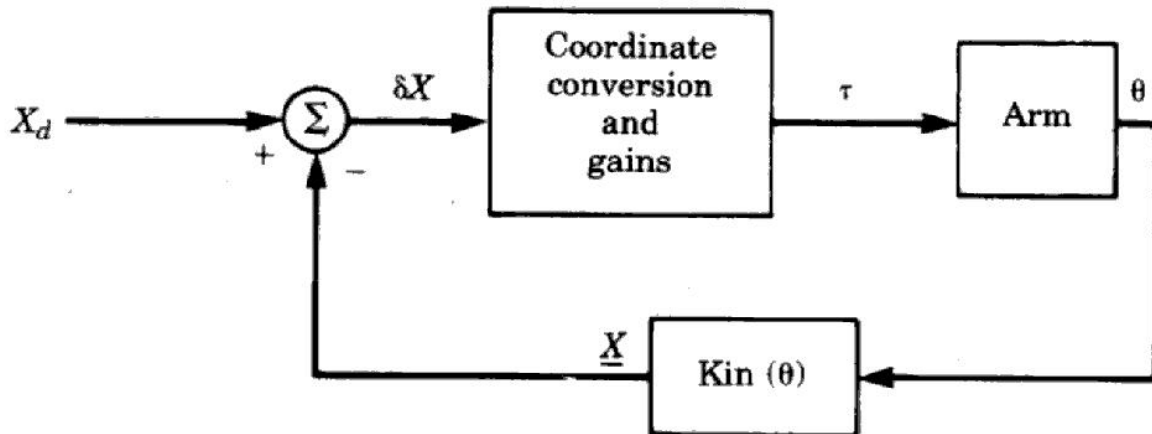 X_d
+
−
Σ
δX
Coordinate
conversion
and
gains
τ
Arm
θ
X
Kin (θ)